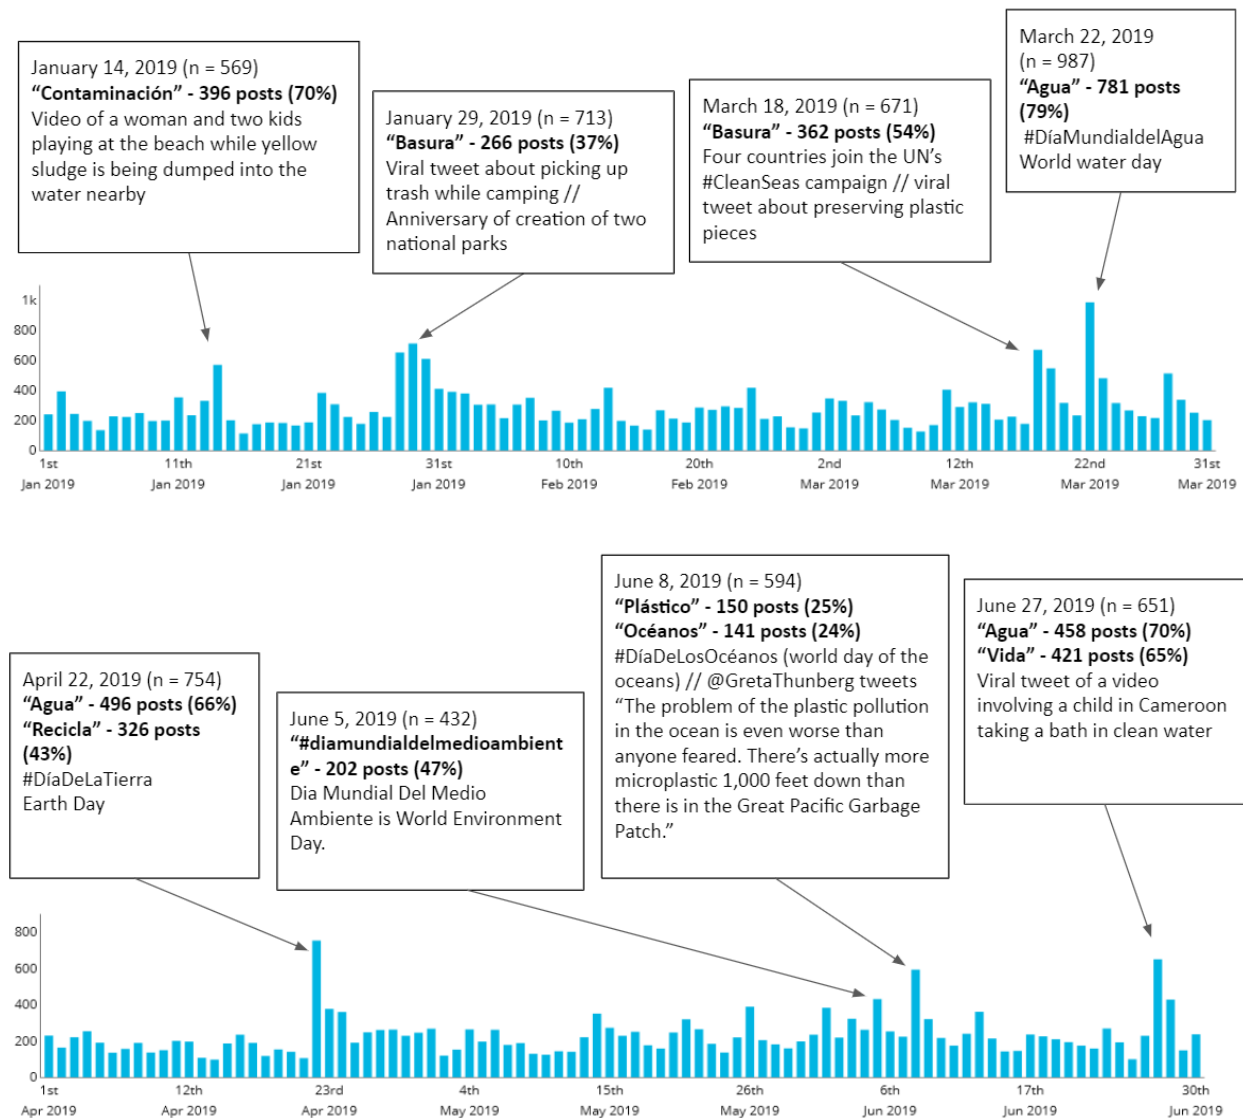 January 14, 2019 (n = 569)
“Contaminación” - 396 posts (70%)
Video of a woman and two kids
playing at the beach while yellow
sludge is being dumped into the
water nearby
January 29, 2019 (n = 713)
“Basura” - 266 posts (37%)
Viral tweet about picking up
trash while camping //
Anniversary of creation of two
national parks
March 18, 2019 (n = 671)
“Basura” - 362 posts (54%)
Four countries join the UN’s
#CleanSeas campaign // viral
tweet about preserving plastic
pieces
March 22, 2019
(n = 987)
“Agua” - 781 posts
(79%)
#DíaMundialdelAgua
World water day
1k
800
600
400
200
0
1st 11th 21st 31st 10th 20th 2nd 12th 22nd 31st
Jan 2019 Jan 2019 Jan 2019 Jan 2019 Feb 2019 Feb 2019 Mar 2019 Mar 2019 Mar 2019 Mar 2019
April 22, 2019 (n = 754)
“Agua” - 496 posts (66%)
“Recicla” - 326 posts
(43%)
#DíaDeLaTierra
Earth Day
June 5, 2019 (n = 432)
“#diamundialdelmedioambient
e” - 202 posts (47%)
Dia Mundial Del Medio
Ambiente is World Environment
Day.
June 8, 2019 (n = 594)
“Plástico” - 150 posts (25%)
“Océanos” - 141 posts (24%)
#DíaDeLosOcéanos (world day of the
oceans) // @GretaThunberg tweets
“The problem of the plastic pollution
in the ocean is even worse than
anyone feared. There’s actually more
microplastic 1,000 feet down than
there is in the Great Pacific Garbage
Patch.”
June 27, 2019 (n = 651)
“Agua” - 458 posts (70%)
“Vida” - 421 posts (65%)
Viral tweet of a video
involving a child in Cameroon
taking a bath in clean water
800
600
400
200
0
1st 12th 23rd 4th 15th 26th 6th 17th 30th
Apr 2019 Apr 2019 Apr 2019 May 2019 May 2019 May 2019 Jun 2019 Jun 2019 Jun 2019